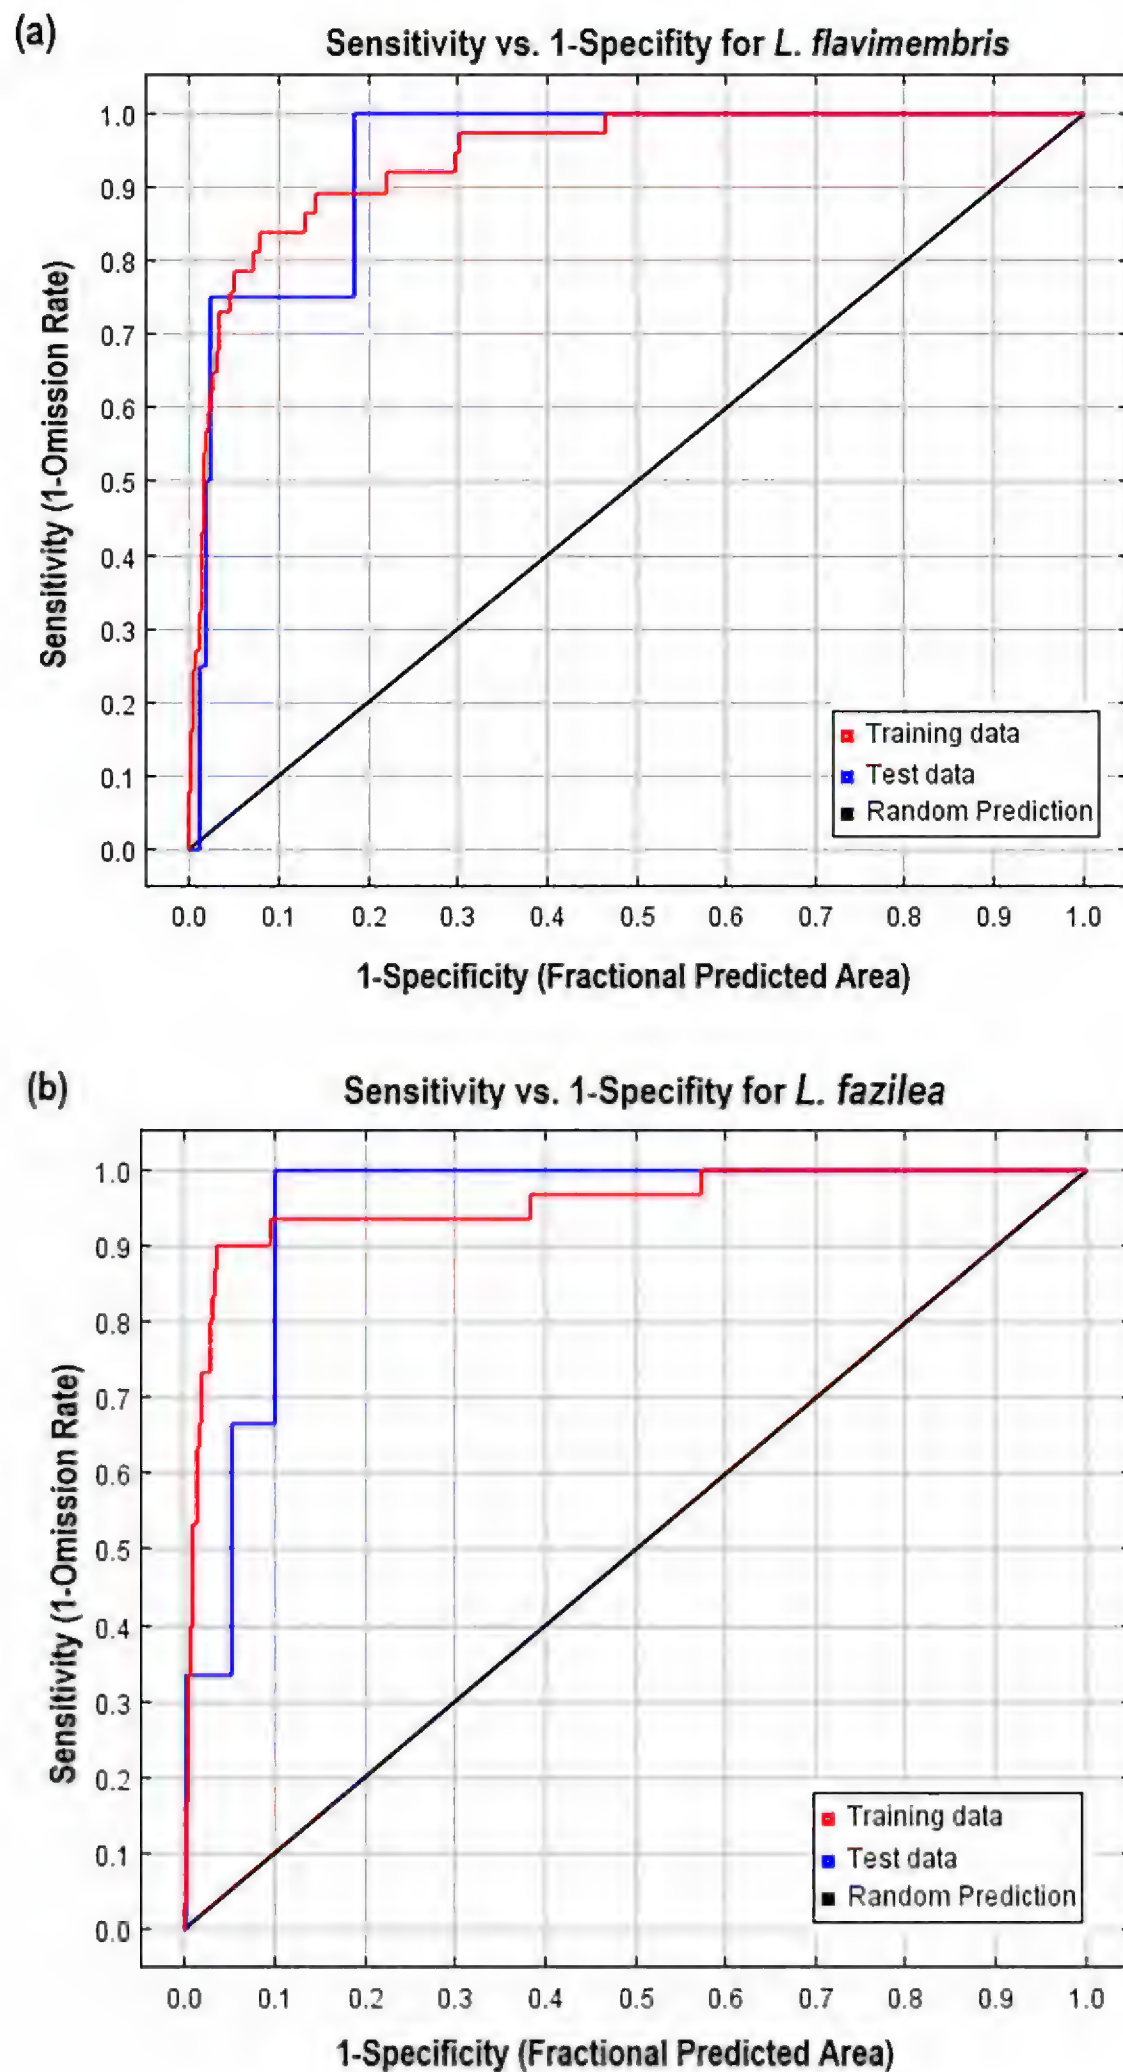 (a)
Sensitivity vs. 1-Specifity for L. flavimembris
1.0
0.9
0.8
0.7
0.6
0.5
0.4
0.3
0.2
0.1
0.0
Sensitivity (1-Omission Rate)
Training data
Test data
Random Prediction
0.0 0.1 0.2 0.3 0.4 0.5 0.6 0.7 0.8 0.9 1.0
1-Specificity (Fractional Predicted Area)
(b)
Sensitivity vs. 1-Specifity for L. fazilea
1.0
0.9
0.8
0.7
0.6
0.5
0.4
0.3
0.2
0.1
0.0
Sensitivity (1-Omission Rate)
Training data
Test data
Random Prediction
0.0 0.1 0.2 0.3 0.4 0.5 0.6 0.7 0.8 0.9 1.0
1-Specificity (Fractional Predicted Area)